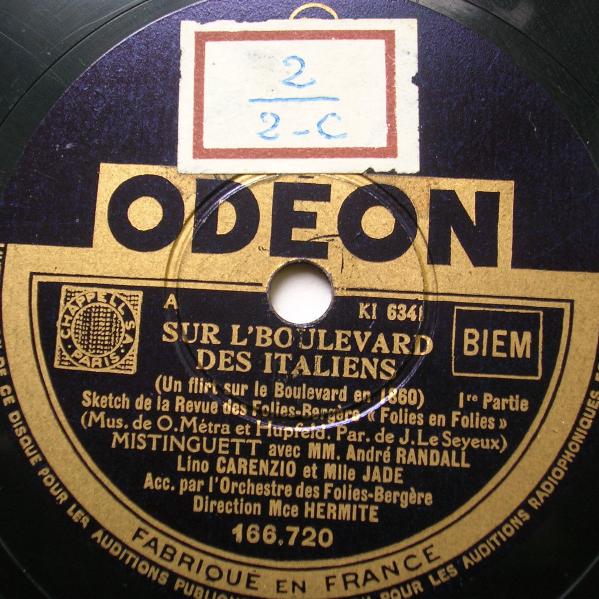 2
2-C
ODÉON
A
KI 6341
CHAPPELL S.A.
PARIS
BIEM
SUR L'BOULEVARD
DES ITALIENS
(Un flirt sur le Boulevard en 1860)
1re Partie
Sketch de la Revue des Folies-Bergère « Folies en Folies »
(Mus. de O. Métra et Hupfeld. Par. de J. Le Seyeux)
MISTINGUETT avec MM. André RANDALL
Lino CARENZIO et Mlle JADE
Acc. par l'Orchestre des Folies-Bergère
Direction Mce HERMITE
166.720
FABRIQUE EN FRANCE
DE CE DISQUE POUR LES AUDITIONS PUBLIQU
POUR LES AUDITIONS RADIOPHONIQUES